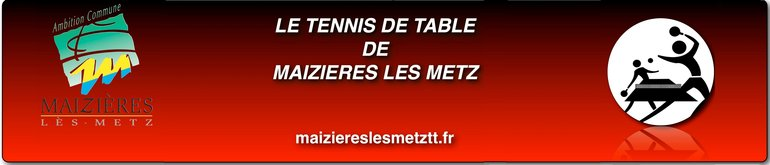 Ambition Commune
MAIZIÈRES
LÈS-METZ
LE TENNIS DE TABLE
DE
MAIZIERES LES METZ
maiziereslesmetztt.fr